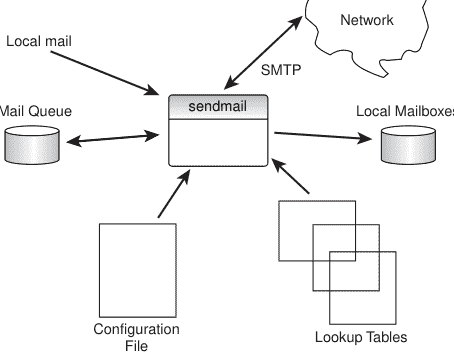 Network
Local mail
SMTP
sendmail
Mail Queue
Local Mailboxes
Configuration
File
Lookup Tables